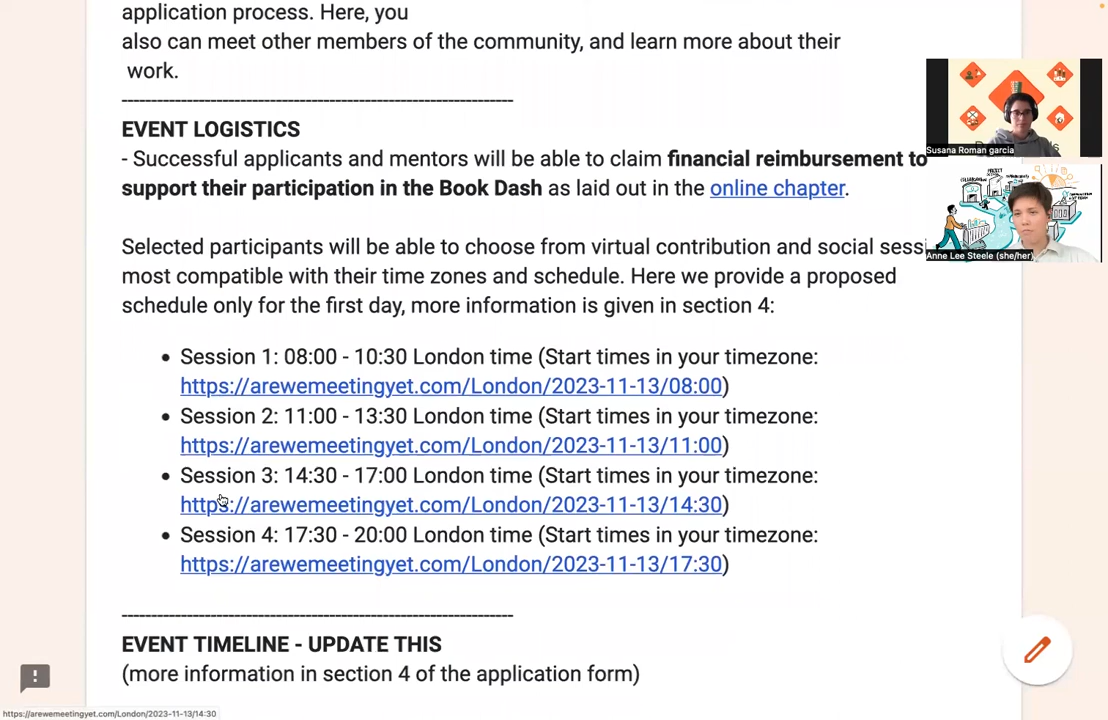 application process. Here, you
also can meet other members of the community, and learn more about their
work.
----------------------------------------------------------------------
EVENT LOGISTICS
- Successful applicants and mentors will be able to claim financial reimbursement to
support their participation in the Book Dash as laid out in the online chapter.
Selected participants will be able to choose from virtual contribution and social sessi
most compatible with their time zones and schedule. Here we provide a proposed
schedule only for the first day, more information is given in section 4:
• Session 1: 08:00 - 10:30 London time (Start times in your timezone:
https://arewemeetingyet.com/London/2023-11-13/08:00)
• Session 2: 11:00 - 13:30 London time (Start times in your timezone:
https://arewemeetingyet.com/London/2023-11-13/11:00)
• Session 3: 14:30 - 17:00 London time (Start times in your timezone:
https://arewemeetingyet.com/London/2023-11-13/14:30)
• Session 4: 17:30 - 20:00 London time (Start times in your timezone:
https://arewemeetingyet.com/London/2023-11-13/17:30)
----------------------------------------------------------------------
EVENT TIMELINE - UPDATE THIS
(more information in section 4 of the application form)
Susana Roman garcia
Anne Lee Steele (she/her)
https://arewemeetingyet.com/London/2023-11-13/14:30